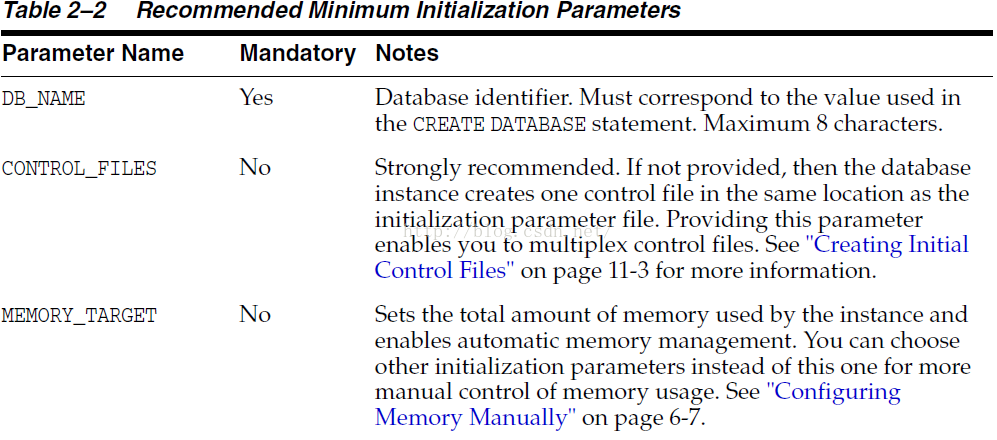 Table 2–2 Recommended Minimum Initialization Parameters
Parameter Name Mandatory Notes
DB_NAME Yes Database identifier. Must correspond to the value used in
the CREATE DATABASE statement. Maximum 8 characters.
CONTROL_FILES No Strongly recommended. If not provided, then the database
instance creates one control file in the same location as the
initialization parameter file. Providing this parameter
http://blog.csdn.net/
enables you to multiplex control files. See "Creating Initial
Control Files" on page 11-3 for more information.
MEMORY_TARGET No Sets the total amount of memory used by the instance and
enables automatic memory management. You can choose
other initialization parameters instead of this one for more
manual control of memory usage. See "Configuring
Memory Manually" on page 6-7.